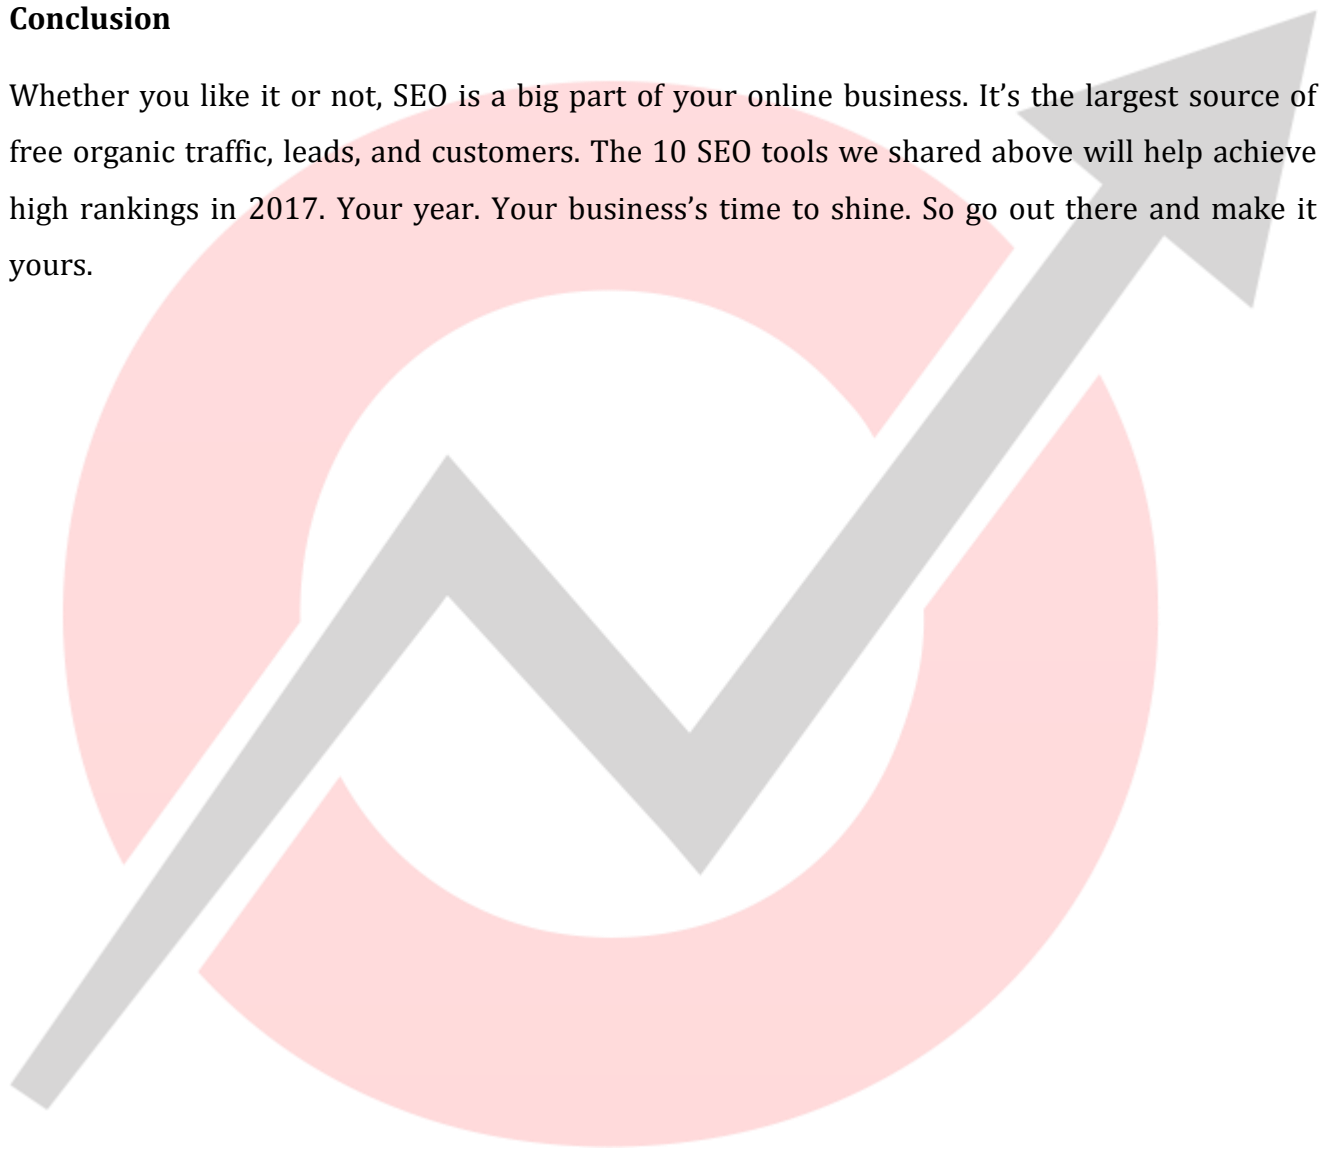 Conclusion
Whether you like it or not, SEO is a big part of your online business. It’s the largest source of
free organic traffic, leads, and customers. The 10 SEO tools we shared above will help achieve
high rankings in 2017. Your year. Your business’s time to shine. So go out there and make it
yours.